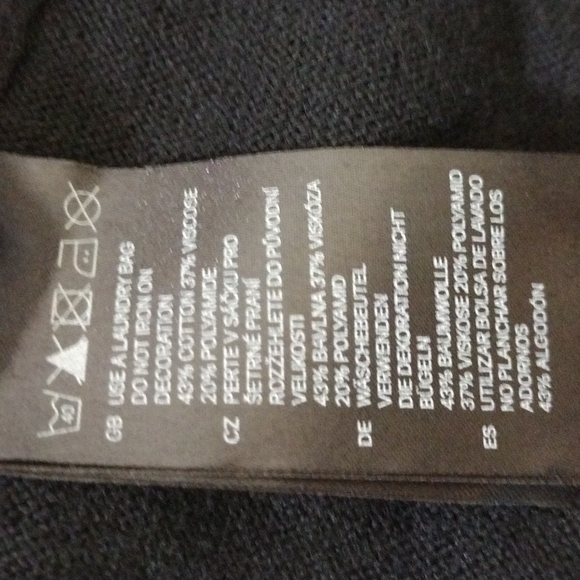 40
GB USE A LAUNDRY BAG
DO NOT IRON ON
DECORATION
43% COTTON 37% VISCOSE
20% POLYAMIDE
CZ PERTE V SÁČKU PRO
ŠETRNÉ PRANÍ
ROZŽEHLETE DO PŮVODNÍ
VELIKOSTI
43% BAVLNA 37% VISKÓZA
20% POLYAMID
DE WÄSCHEBEUTEL
VERWENDEN
DIE DEKORATION NICHT
BÜGELN
43% BAUMWOLLE
37% VISKOSE 20% POLYAMID
ES UTILIZAR BOLSA DE LAVADO
NO PLANCHAR SOBRE LOS
ADORNOS
43% ALGODÓN